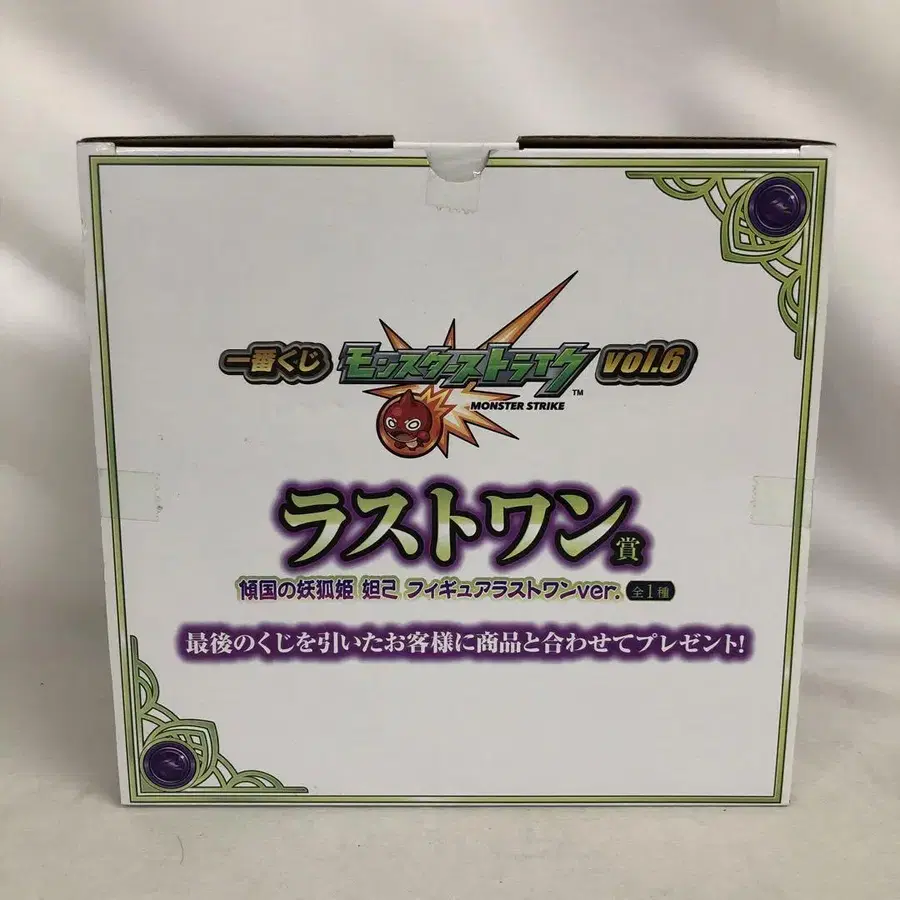 一番くじ モンスターストライク vol.6
MONSTER STRIKE TM
ラストワン賞
傾国の妖狐姫 妲己 フィギュアラストワンver. 全1種
最後のくじを引いたお客様に商品と合わせてプレゼント!